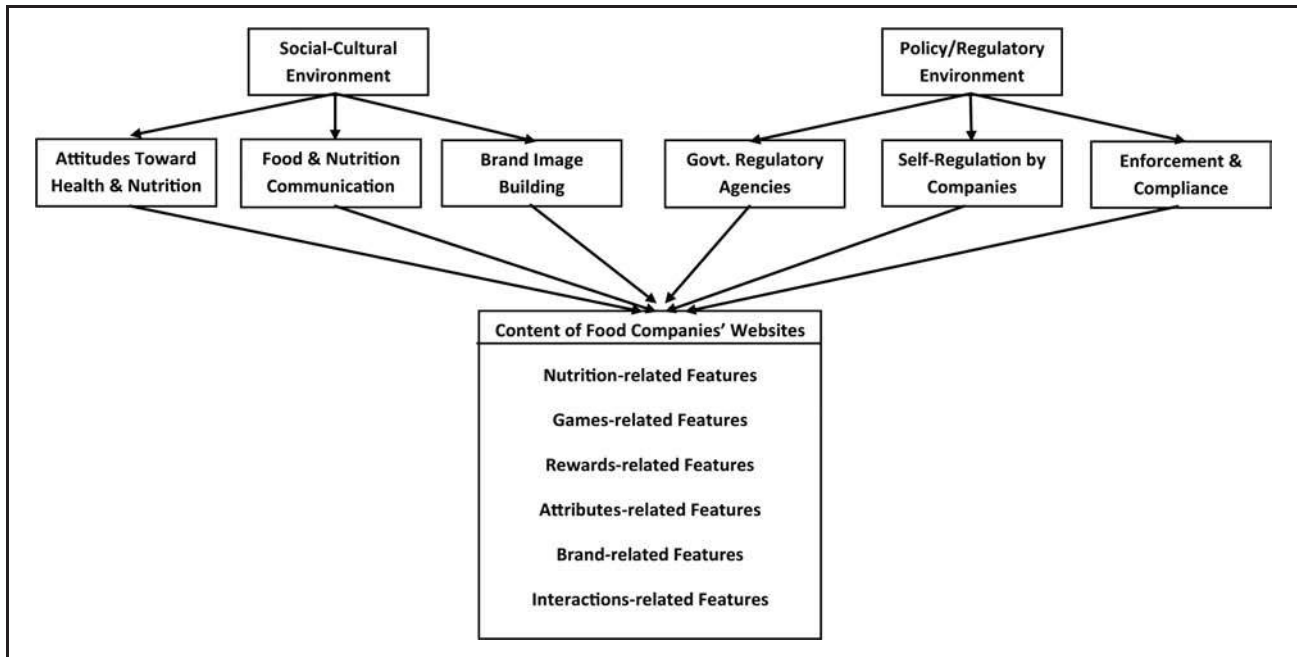 Social-Cultural
Environment
Policy/Regulatory
Environment
Attitudes Toward
Health & Nutrition
Food & Nutrition
Communication
Brand Image
Building
Govt. Regulatory
Agencies
Self-Regulation by
Companies
Enforcement &
Compliance
Content of Food Companies’ Websites
Nutrition-related Features
Games-related Features
Rewards-related Features
Attributes-related Features
Brand-related Features
Interactions-related Features